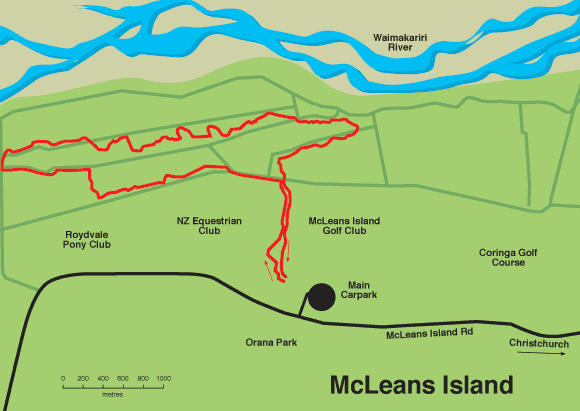 Waimakariri
River
Roydvale
Pony Club
NZ Equestrian
Club
McLeans Island
Golf Club
Coringa Golf
Course
Main
Carpark
McLeans Island Rd
Orana Park
Christchurch
0 200 400 600 800 1000
metres
McLeans Island